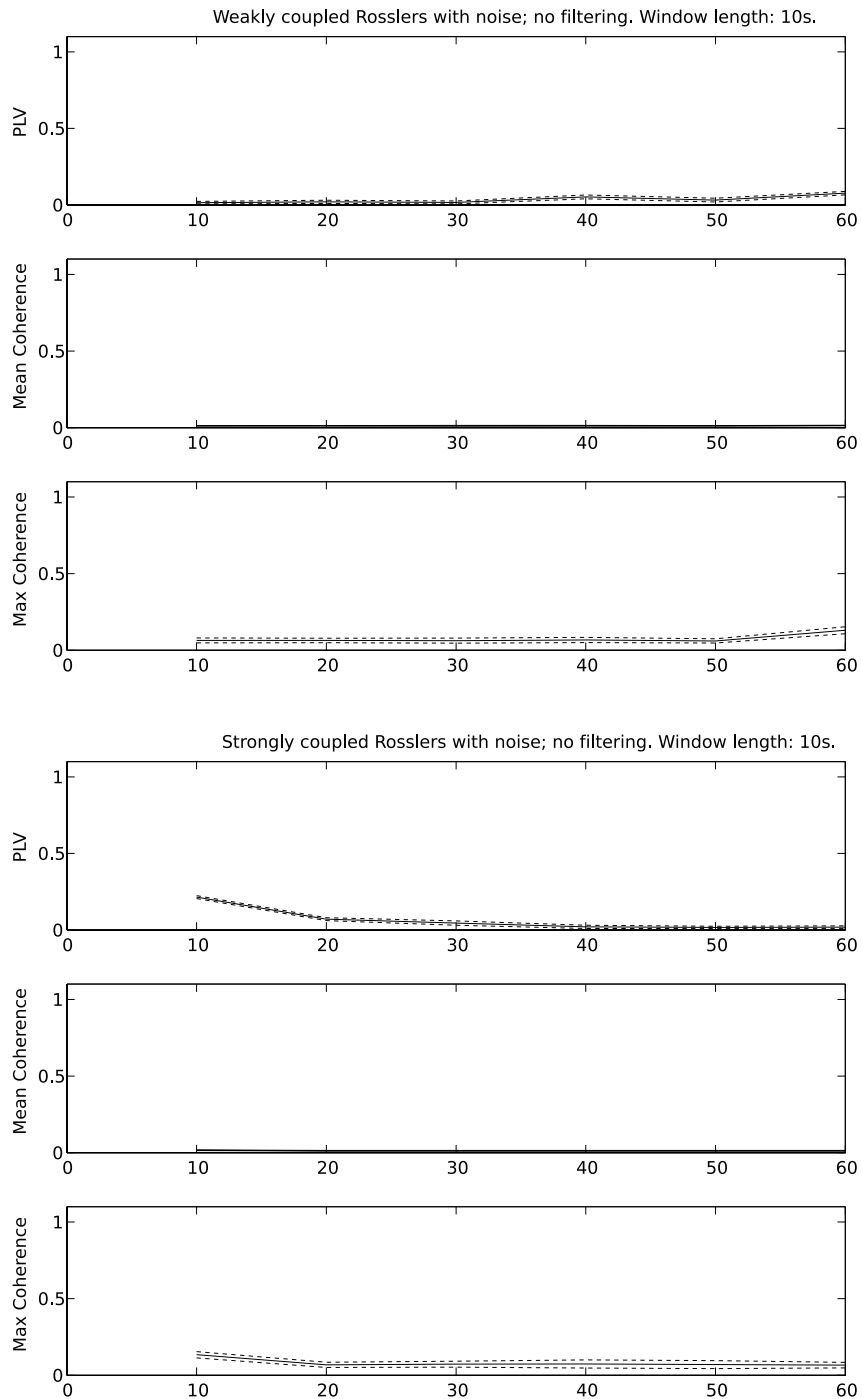 Weakly coupled Rosslers with noise; no filtering. Window length: 10s.
1
0.5
0
PLV
0 10 20 30 40 50 60
1
0.5
0
Mean Coherence
0 10 20 30 40 50 60
1
0.5
0
Max Coherence
0 10 20 30 40 50 60
Strongly coupled Rosslers with noise; no filtering. Window length: 10s.
1
0.5
0
PLV
0 10 20 30 40 50 60
1
0.5
0
Mean Coherence
0 10 20 30 40 50 60
1
0.5
0
Max Coherence
0 10 20 30 40 50 60